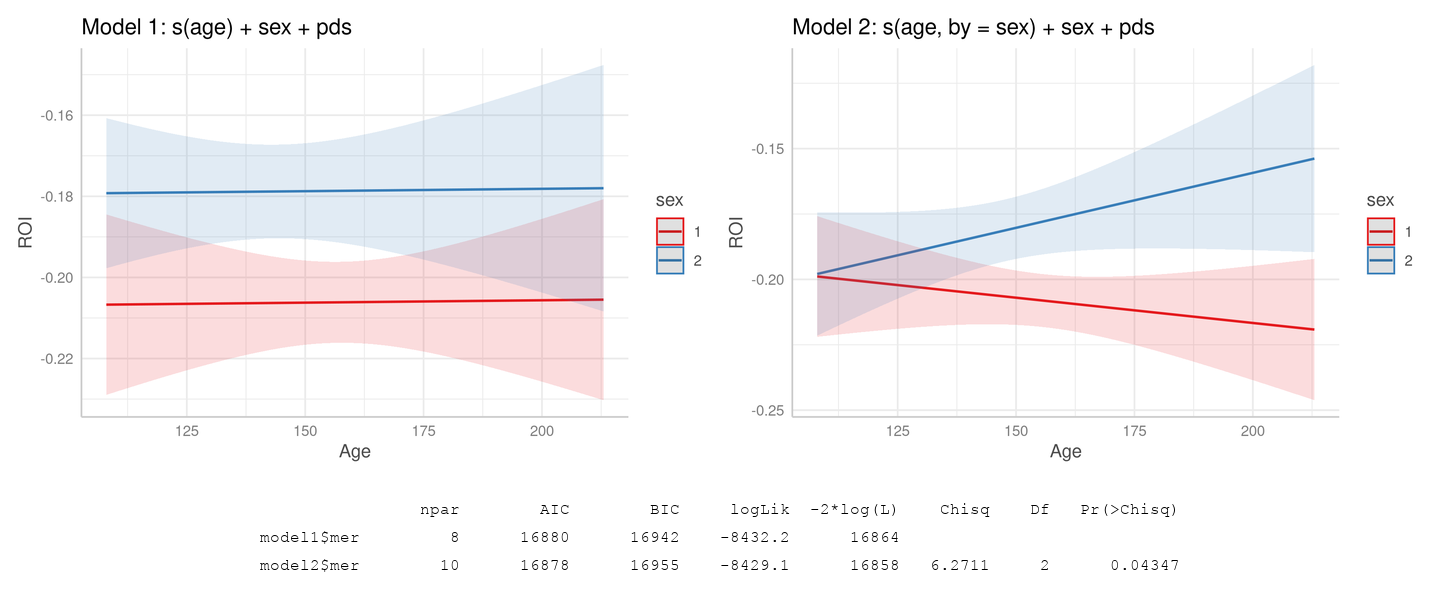 Model 1: s(age) + sex + pds
-0.16
-0.18
-0.20
-0.22
ROI
125 150 175 200
Age
sex
1
2
Model 2: s(age, by = sex) + sex + pds
-0.15
-0.20
-0.25
ROI
125 150 175 200
Age
sex
1
2
npar AIC BIC logLik -2*log(L) Chisq Df Pr(>Chisq)
model1$mer 8 16880 16942 -8432.2 16864
model2$mer 10 16878 16955 -8429.1 16858 6.2711 2 0.04347